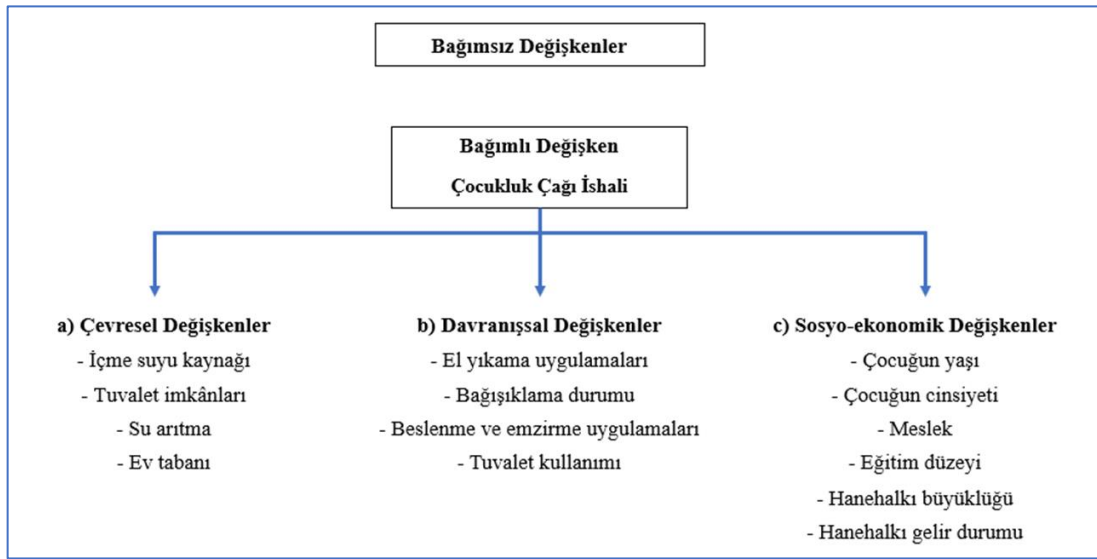 Bağımsız Değişkenler
Bağımlı Değişken
Çocukluk Çağı İshali
a) Çevresel Değişkenler
- İçme suyu kaynağı
- Tuvalet imkânları
- Su arıtma
- Ev tabanı
b) Davranışsal Değişkenler
- El yıkama uygulamaları
- Bağışıklama durumu
- Beslenme ve emzirme uygulamaları
- Tuvalet kullanımı
c) Sosyo-ekonomik Değişkenler
- Çocuğun yaşı
- Çocuğun cinsiyeti
- Meslek
- Eğitim düzeyi
- Hanehalkı büyüklüğü
- Hanehalkı gelir durumu